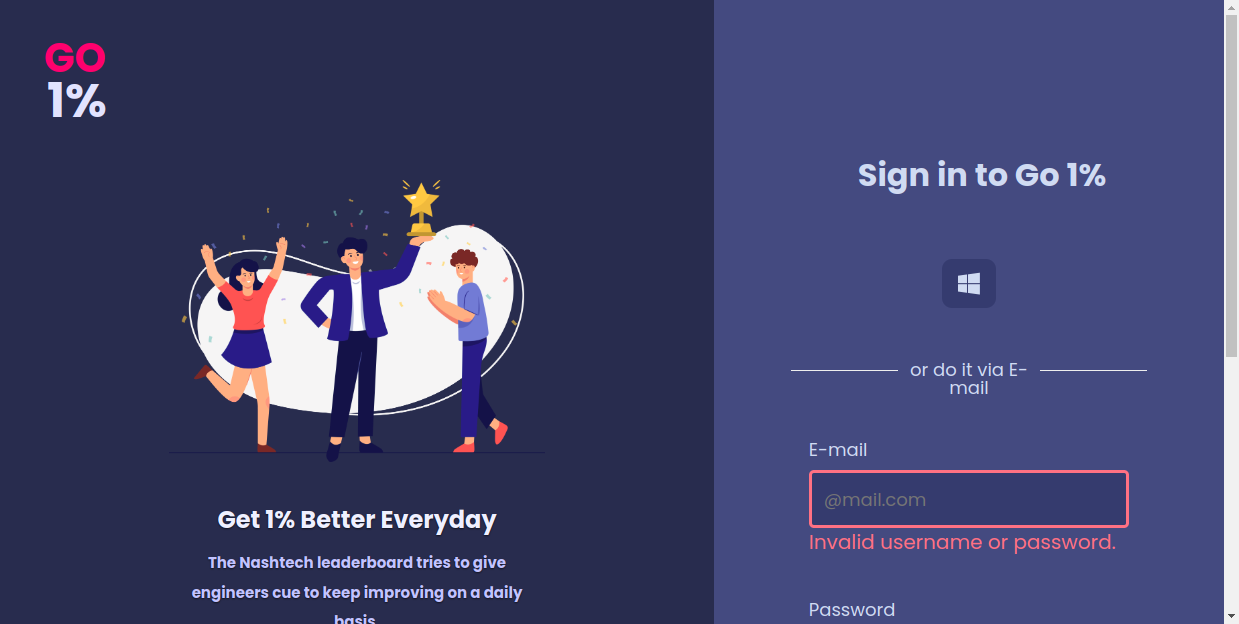 GO
1%
Get 1% Better Everyday
The Nashtech leaderboard tries to give
engineers cue to keep improving on a daily
basis
Sign in to Go 1%
or do it via E-
mail
E-mail
@mail.com
Invalid username or password.
Password